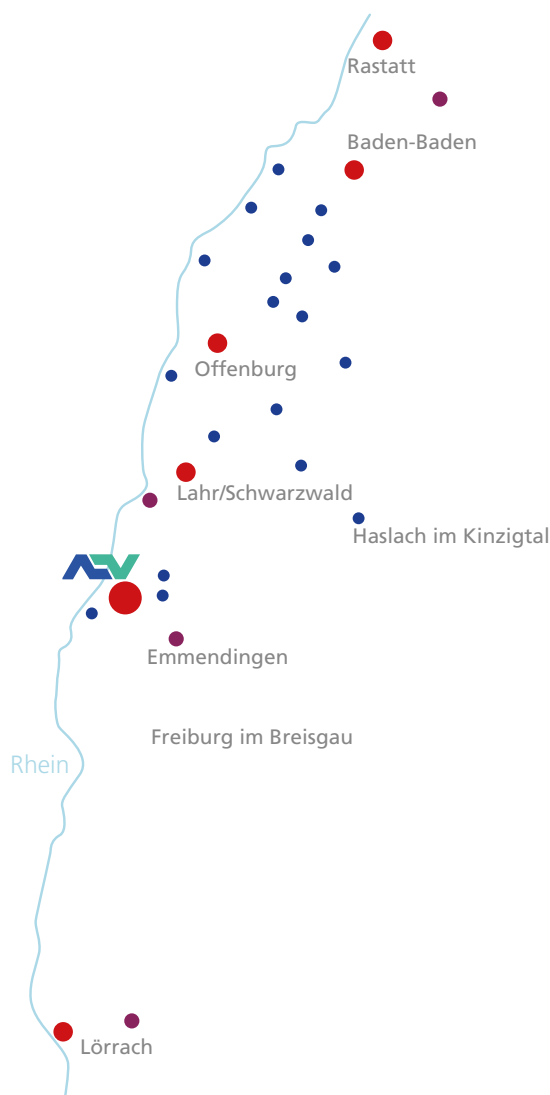 Rastatt
Baden-Baden
Offenburg
Lahr/Schwarzwald
Haslach im Kinzigtal
Emmendingen
Freiburg im Breisgau
Rhein
Lörrach